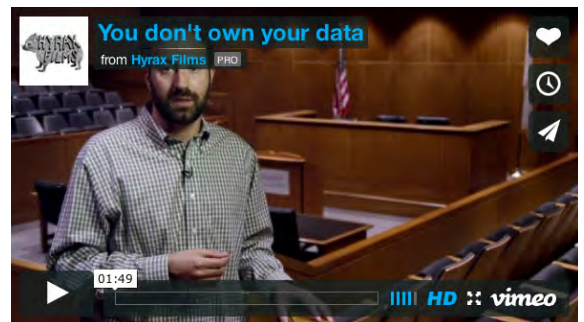 HYRAX
FILMS
You don't own your data
from Hyrax Films PRO
01:49
HD vimeo